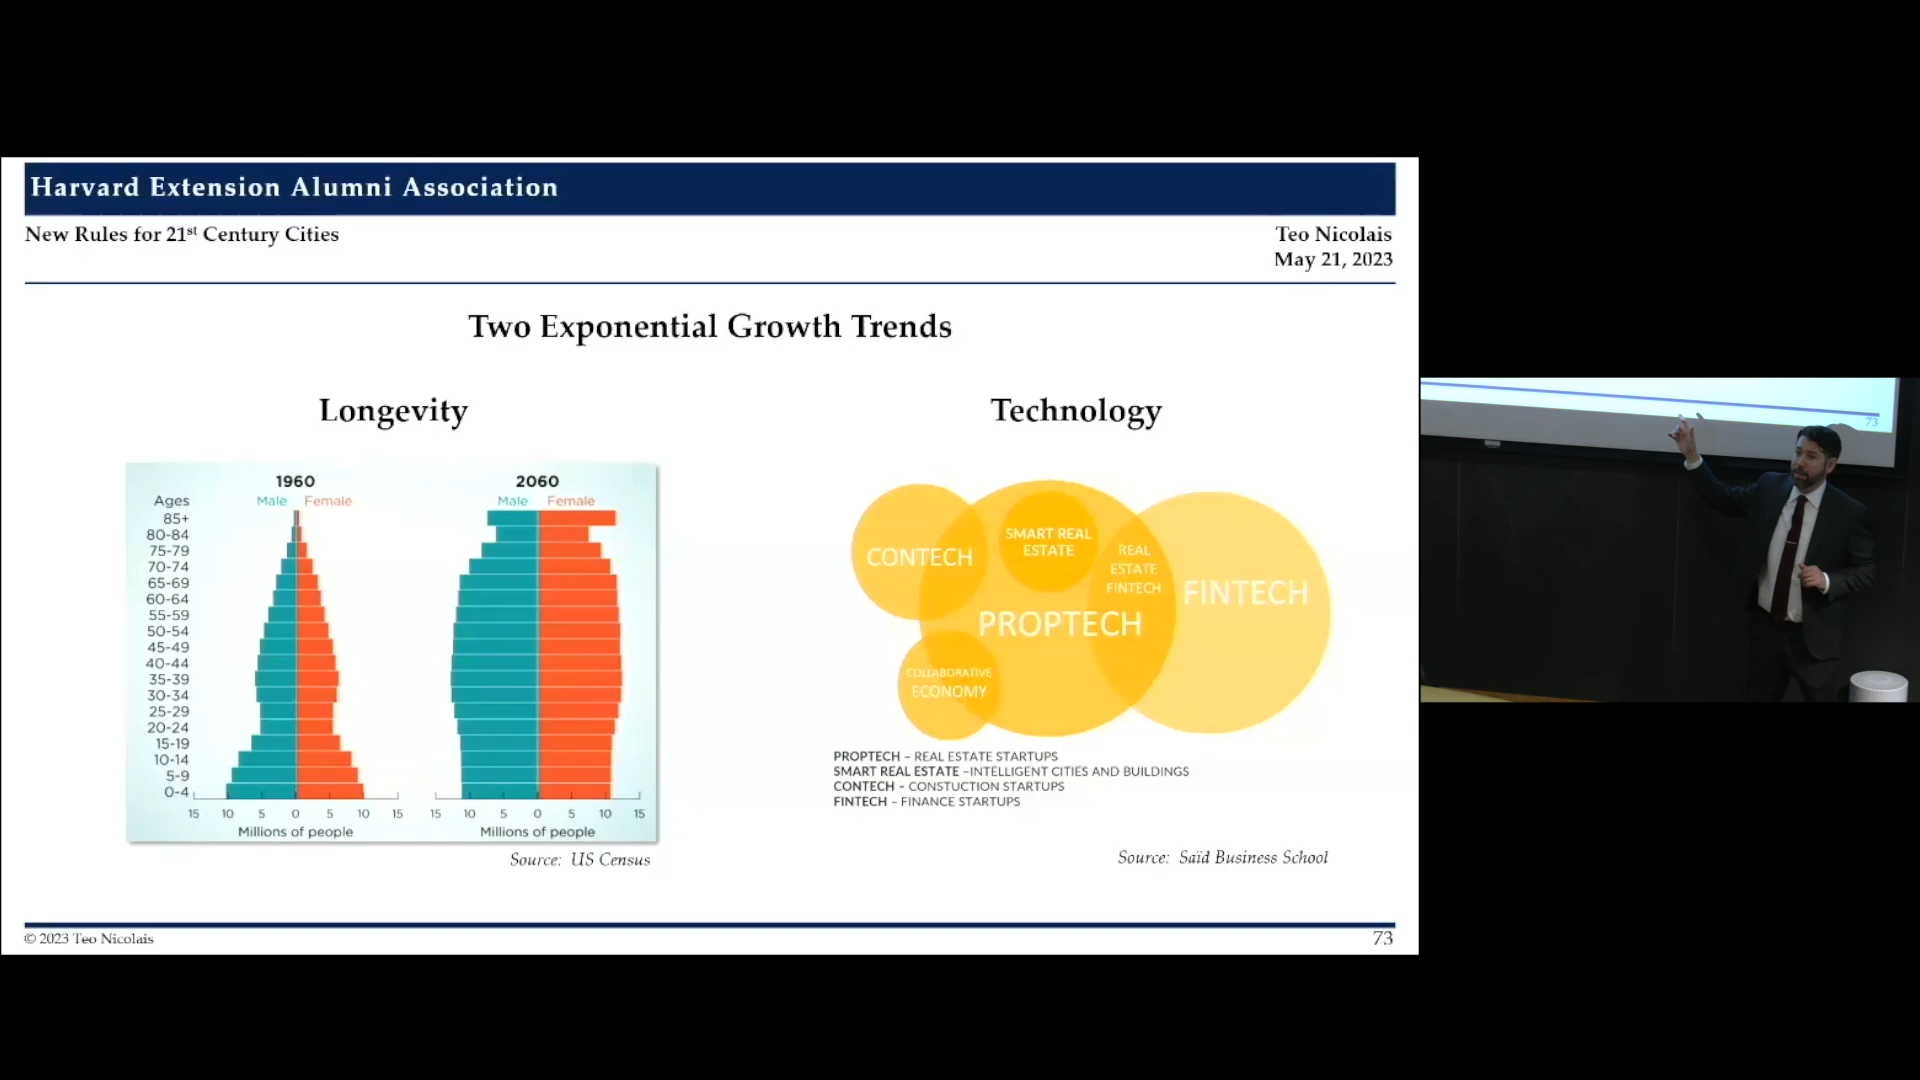 Harvard Extension Alumni Association
New Rules for 21st Century Cities
Teo Nicolais
May 21, 2023
Two Exponential Growth Trends
Longevity
1960
Male Female
2060
Male Female
Ages
85+
80-84
75-79
70-74
65-69
60-64
55-59
50-54
45-49
40-44
35-39
30-34
25-29
20-24
15-19
10-14
5-9
0-4
15 10 5 0 5 10 15
Millions of people
15 10 5 0 5 10 15
Millions of people
Source: US Census
Technology
CONTECH
SMART REAL
ESTATE
REAL
ESTATE
FINTECH
FINTECH
PROPTECH
COLLABORATIVE
ECONOMY
PROPTECH – REAL ESTATE STARTUPS
SMART REAL ESTATE –INTELLIGENT CITIES AND BUILDINGS
CONTECH – CONSTUCTION STARTUPS
FINTECH – FINANCE STARTUPS
Source: Saïd Business School
© 2023 Teo Nicolais
73
73